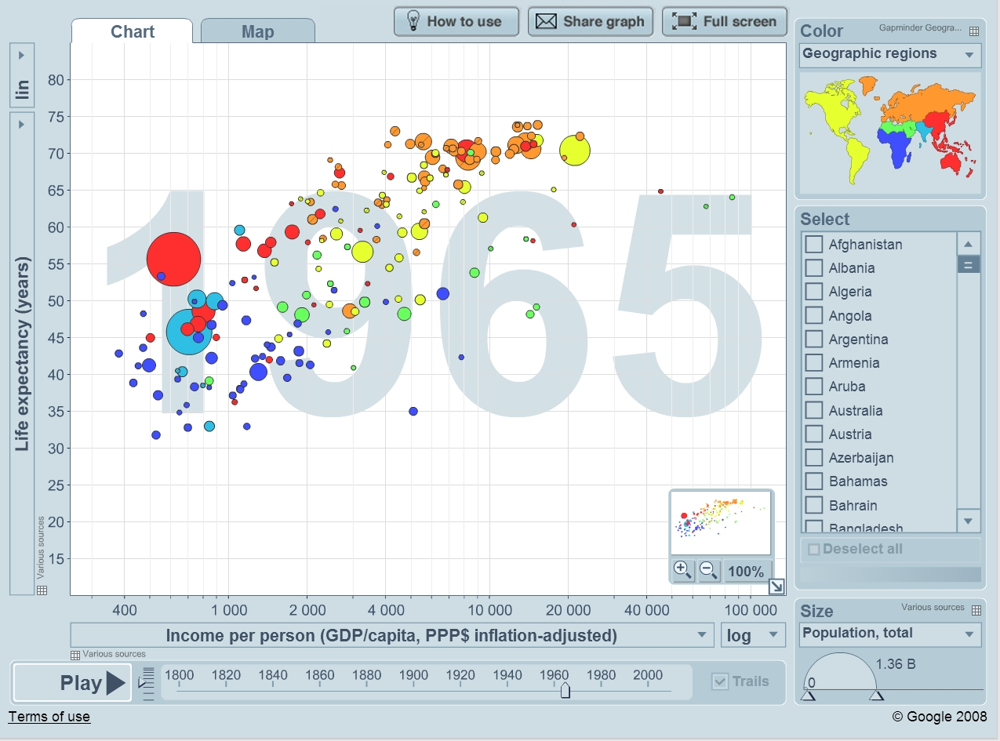 Chart
Map
How to use
Share graph
Full screen
Color
Gapminder Geogra...
Geographic regions
lin
Life expectancy (years)
Various sources
1965
80
75
70
65
60
55
50
45
40
35
30
25
20
15
Select
Afghanistan
Albania
Algeria
Angola
Argentina
Armenia
Aruba
Australia
Austria
Azerbaijan
Bahamas
Bahrain
Bangladesh
Deselect all
100%
400
1 000
2 000
4 000
10 000
20 000
40 000
100 000
Income per person (GDP/capita, PPP$ inflation-adjusted)
log
Various sources
Size
Various sources
Population, total
1.36 B
0
Play
1800
1820
1840
1860
1880
1900
1920
1940
1960
1980
2000
Trails
Terms of use
© Google 2008